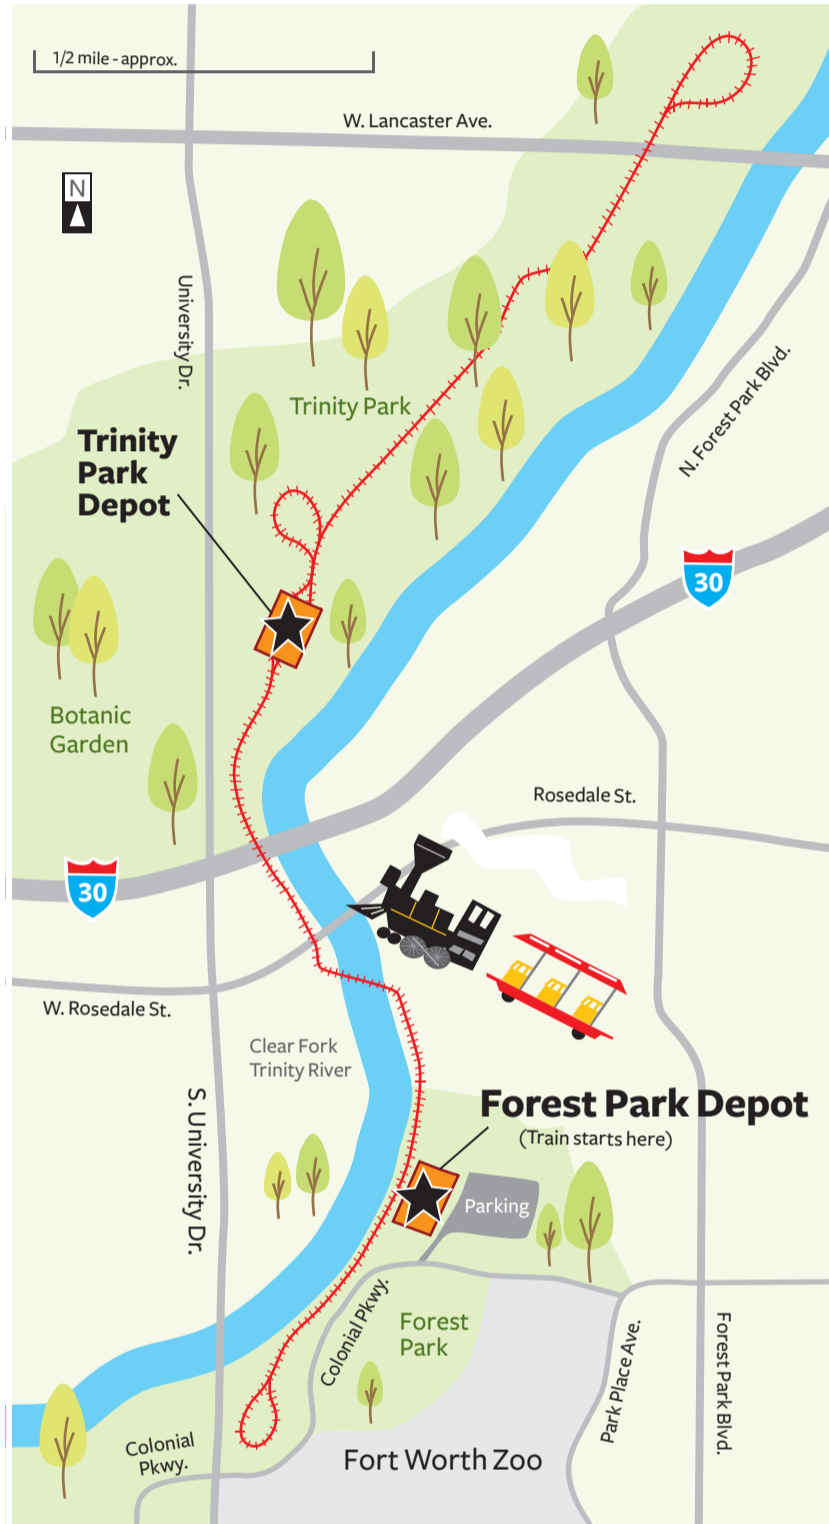 1/2 mile - approx.
W. Lancaster Ave.
N
University Dr.
N. Forest Park Blvd.
Trinity Park
Trinity
Park
Depot
30
Botanic
Garden
Rosedale St.
30
W. Rosedale St.
Clear Fork
Trinity River
S. University Dr.
Forest Park Depot
(Train starts here)
Parking
Colonial Pkwy.
Forest
Park
Park Place Ave.
Forest Park Blvd.
Colonial
Pkwy.
Fort Worth Zoo